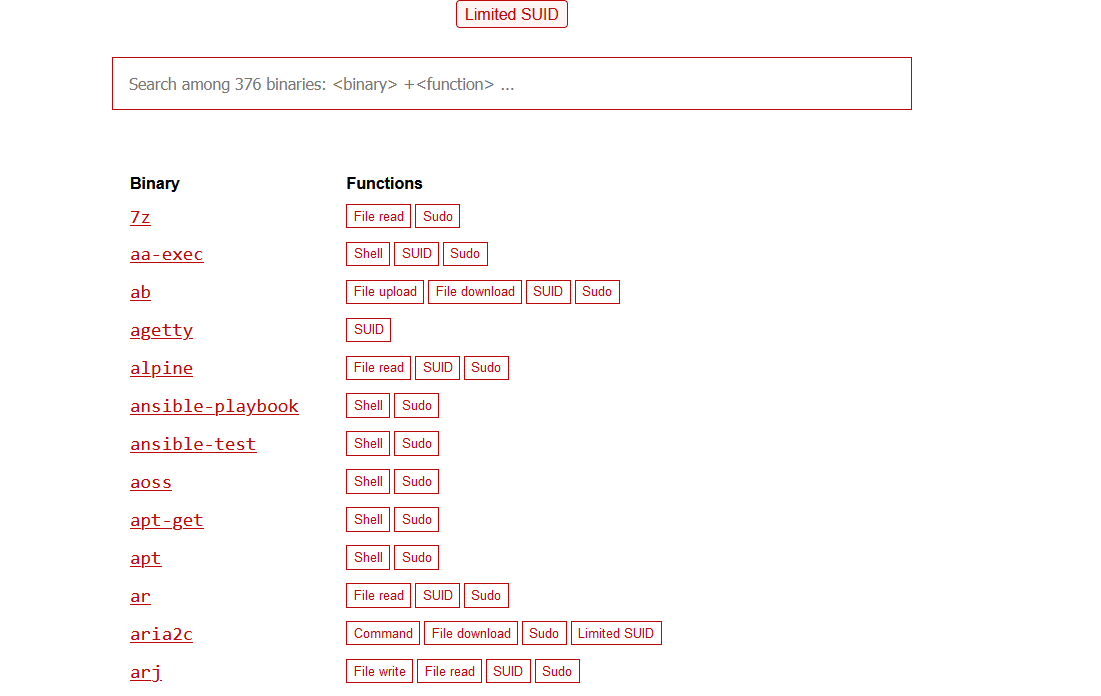 Limited SUID
Search among 376 binaries: <binary> +<function> ...
Binary Functions
7z File read Sudo
aa-exec Shell SUID Sudo
ab File upload File download SUID Sudo
agetty SUID
alpine File read SUID Sudo
ansible-playbook Shell Sudo
ansible-test Shell Sudo
aoss Shell Sudo
apt-get Shell Sudo
apt Shell Sudo
ar File read SUID Sudo
aria2c Command File download Sudo Limited SUID
arj File write File read SUID Sudo